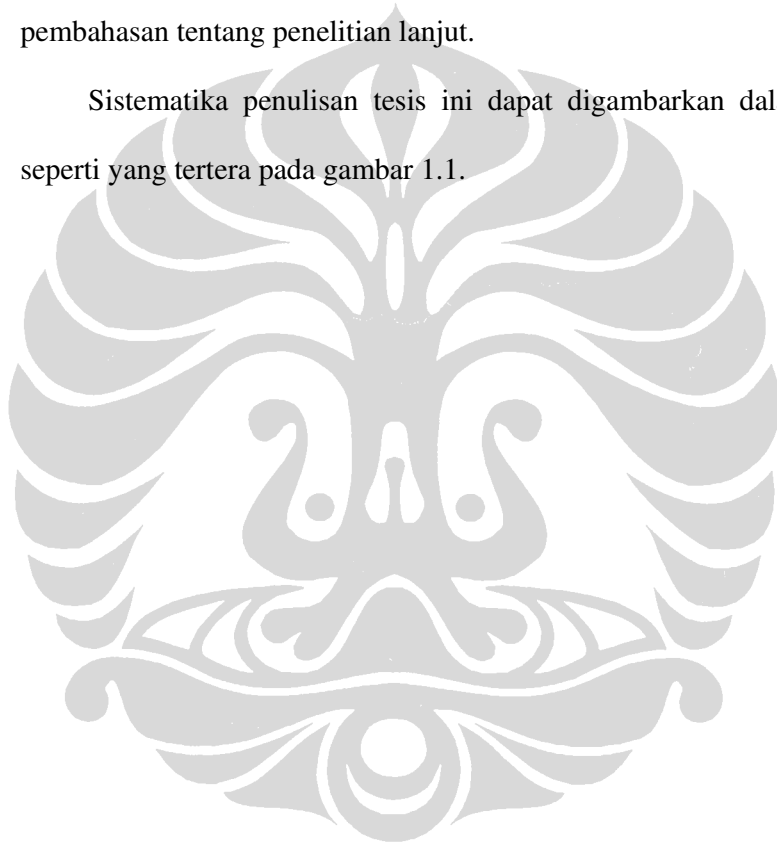 pembahasan tentang penelitian lanjut.
Sistematika penulisan tesis ini dapat digambarkan dal
seperti yang tertera pada gambar 1.1.